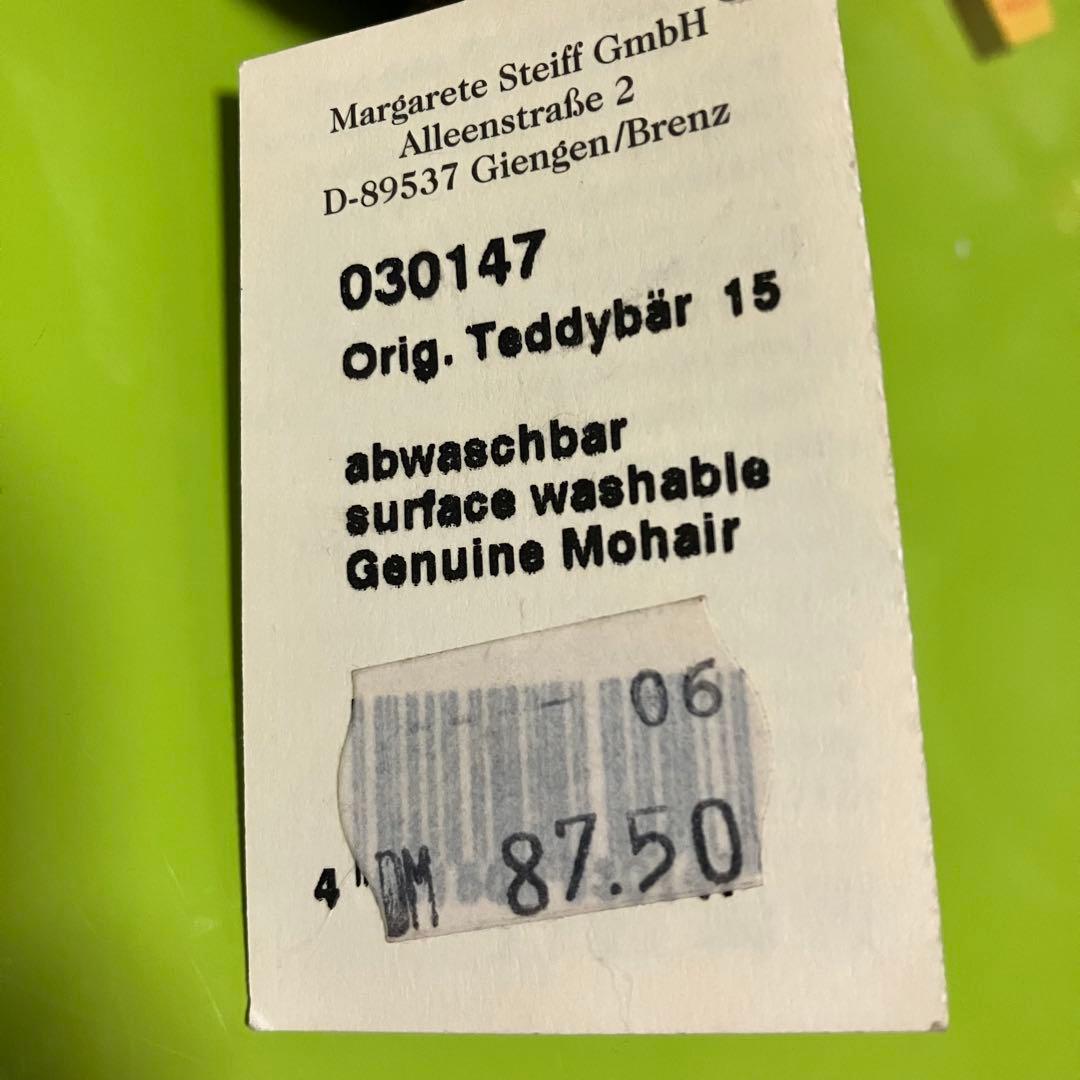 Margarete Steiff GmbH
Alleenstraße 2
D-89537 Giengen/Brenz
030147
Orig. Teddybär 15
abwaschbar
surface washable
Genuine Mohair
06
4
DM 87.50